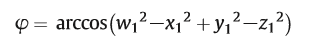 φ = arccos(w₁²−x₁² + y₁²−z₁²)